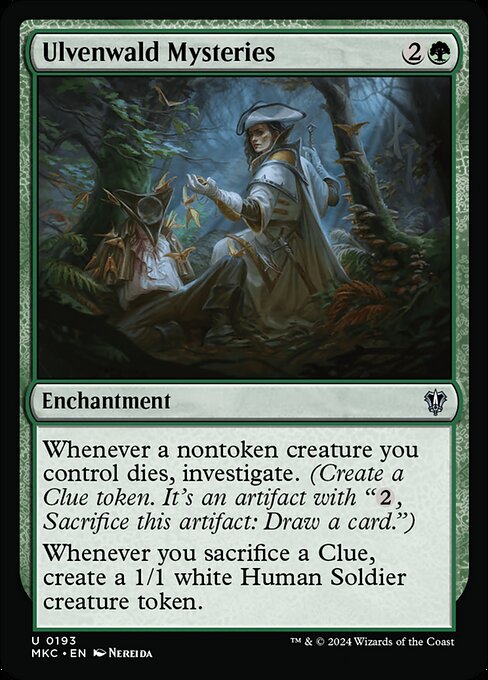 Ulvenwald Mysteries 2
Enchantment
Whenever a nontoken creature you
control dies, investigate. (Create a
Clue token. It's an artifact with “2,
Sacrifice this artifact: Draw a card.”)
Whenever you sacrifice a Clue,
create a 1/1 white Human Soldier
creature token.
U 0193
MKC • EN Nereida
™ & © 2024 Wizards of the Coast